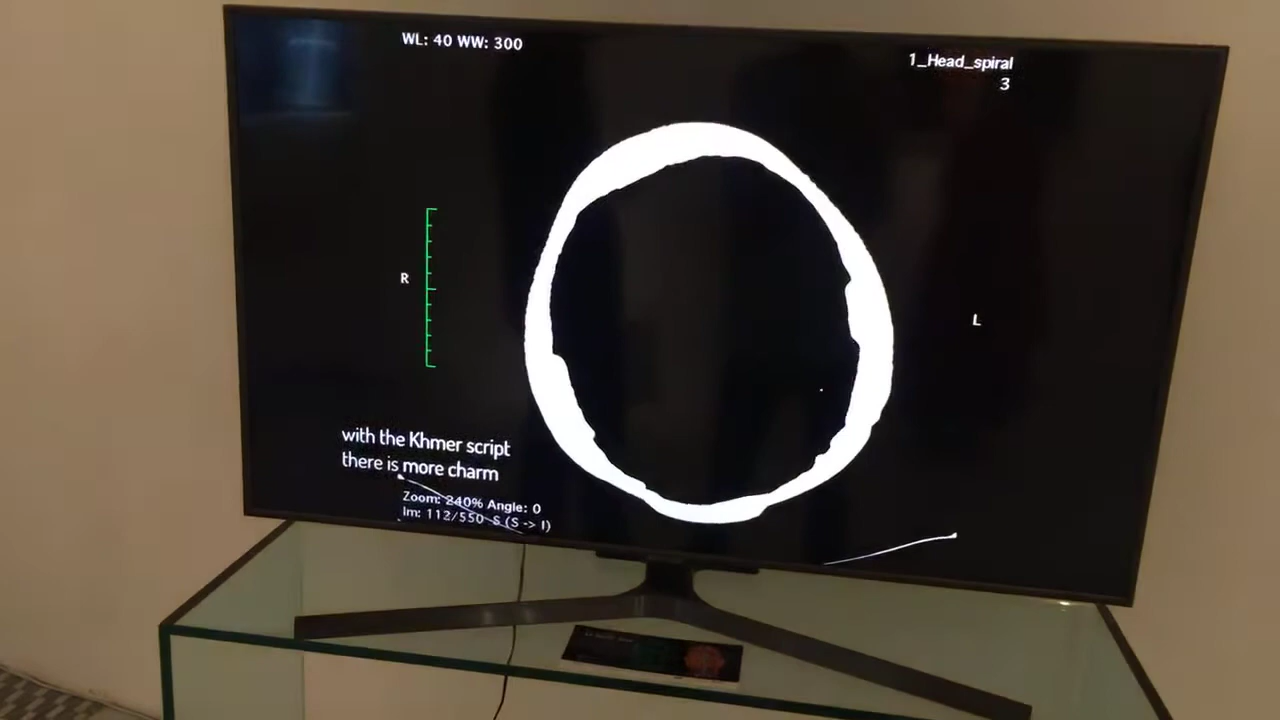 WL: 40 WW: 300
1_Head_spiral
3
R
L
with the Khmer script
there is more charm
Zoom: 240% Angle: 0
Im: 112/550 S (S -> I)